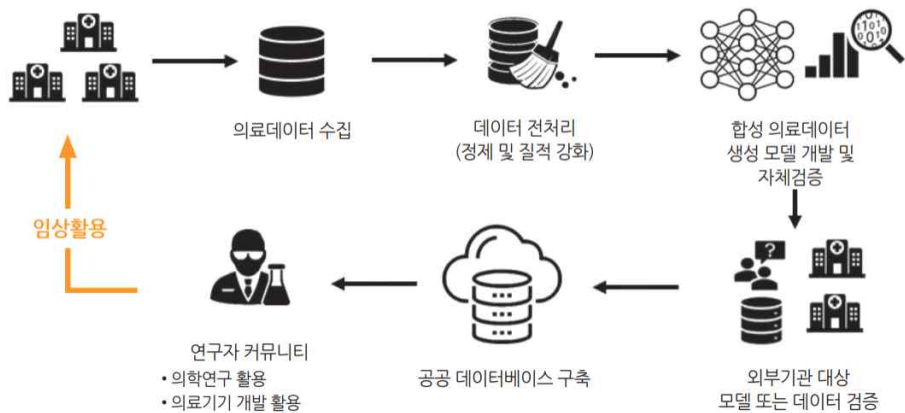 의료데이터 수집
데이터 전처리
(정제 및 질적 강화)
합성 의료데이터
생성 모델 개발 및
자체검증
임상활용
연구자 커뮤니티
• 의학연구 활용
• 의료기기 개발 활용
공공 데이터베이스 구축
외부기관 대상
모델 또는 데이터 검증